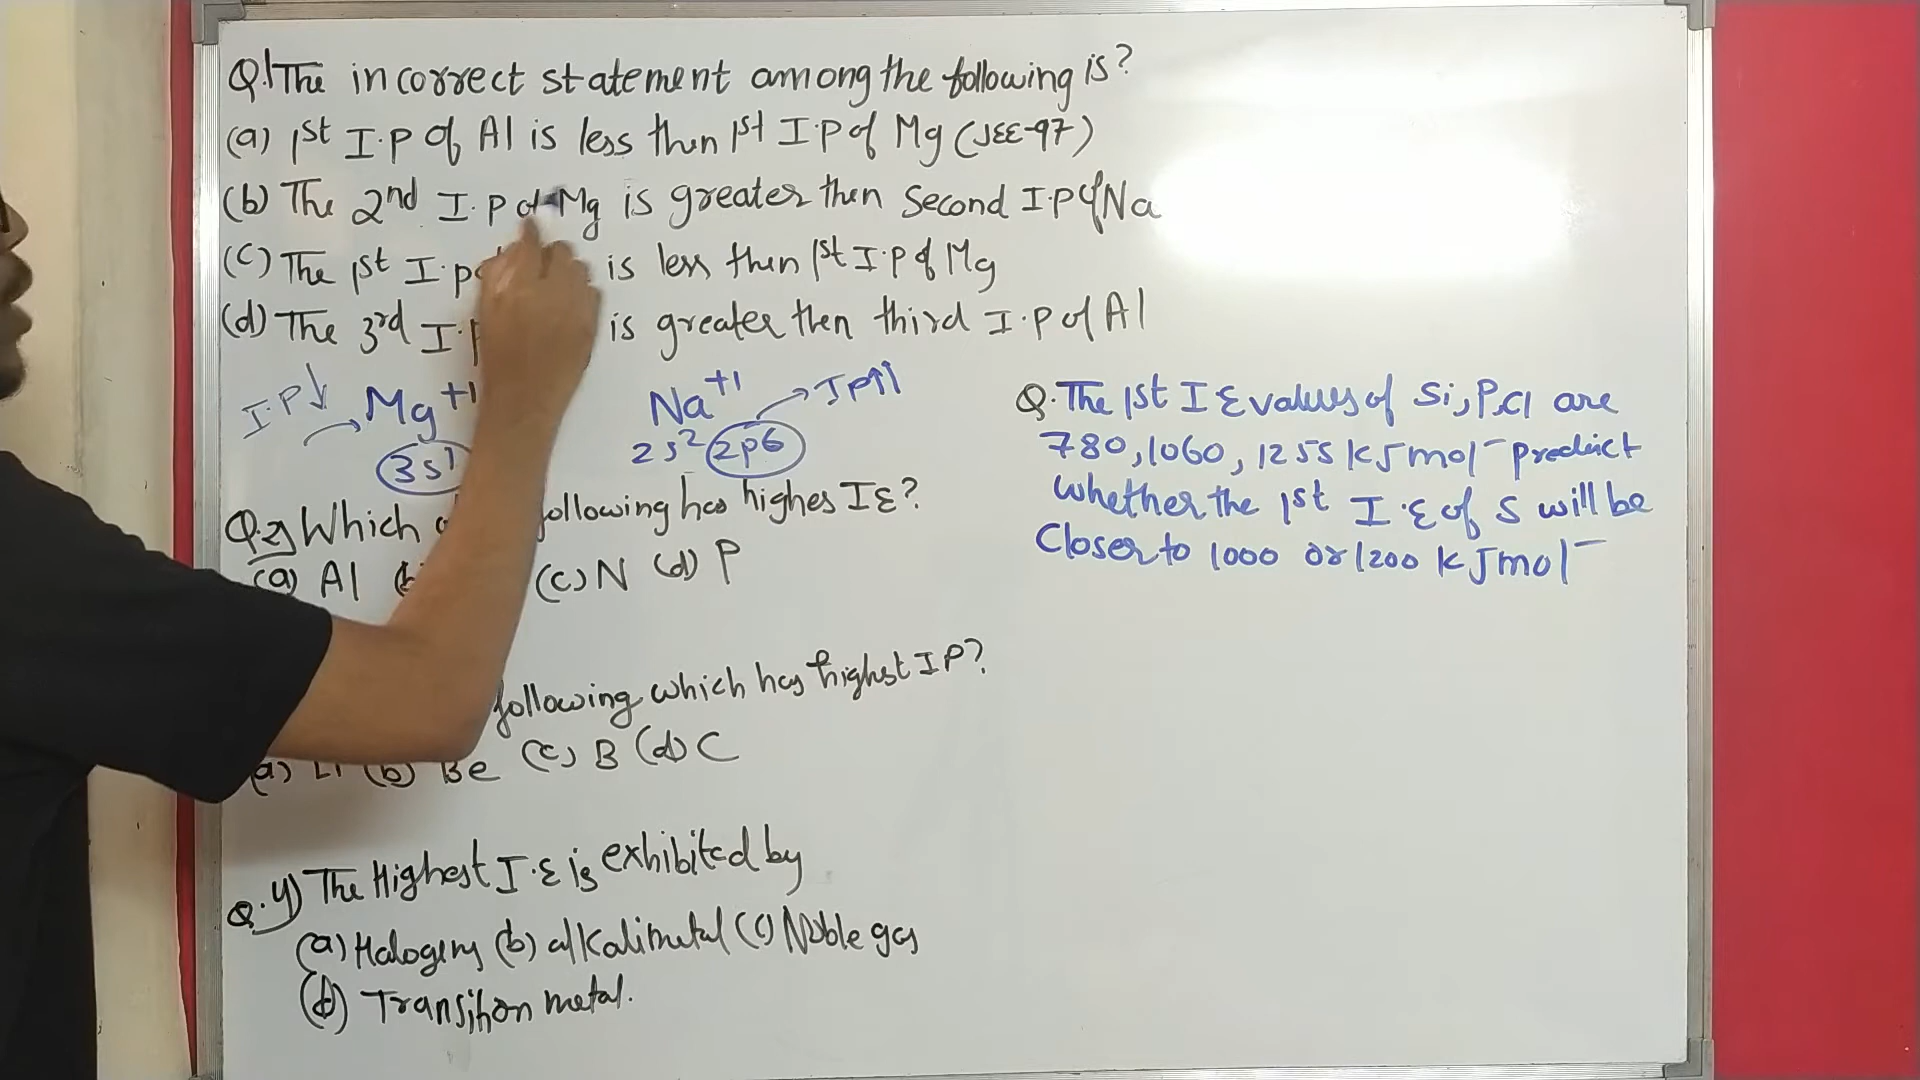 Q.1 The incorrect statement among the following is?
(a) 1st I.P of Al is less then 1st I.P of Mg (JEE-97)
(b) The 2nd I.P of Mg is greater then Second I.P of Na
(c) The 1st I.P is less then 1st I.P of Mg
(d) The 3rd I.P is greater then third I.P of Al
I.P↓ Mg+1
3s1
Na+1 → IP↑↑
2s2 2p6
Q.2) Which following has highes IE?
(a) Al (c) N (d) P
following which has highest IP?
(a) Li (b) Be (c) B (d) C
Q.4) The Highest I.E is exhibited by
(a) Halogens (b) alkalimetal (c) Noble gas
(d) Transition metal.
Q. The 1st I E values of Si, P, Cl are
780, 1060, 1255 kJ mol- predict
whether the 1st I.E of S will be
Closer to 1000 or 1200 kJ mol-